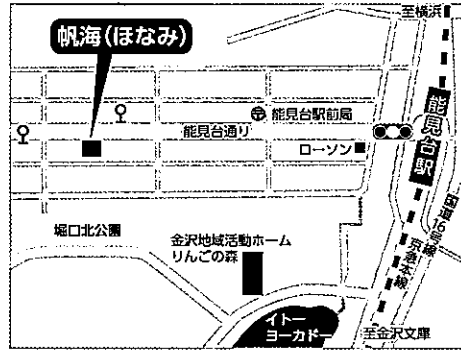 至横浜
帆海(ほなみ)
能見台駅前局
能見台通り
ローソン
能見台駅
国道16号線
京急本線
堀口北公園
金沢地域活動ホーム
りんごの森
イトー
ヨーカドー
至金沢文庫